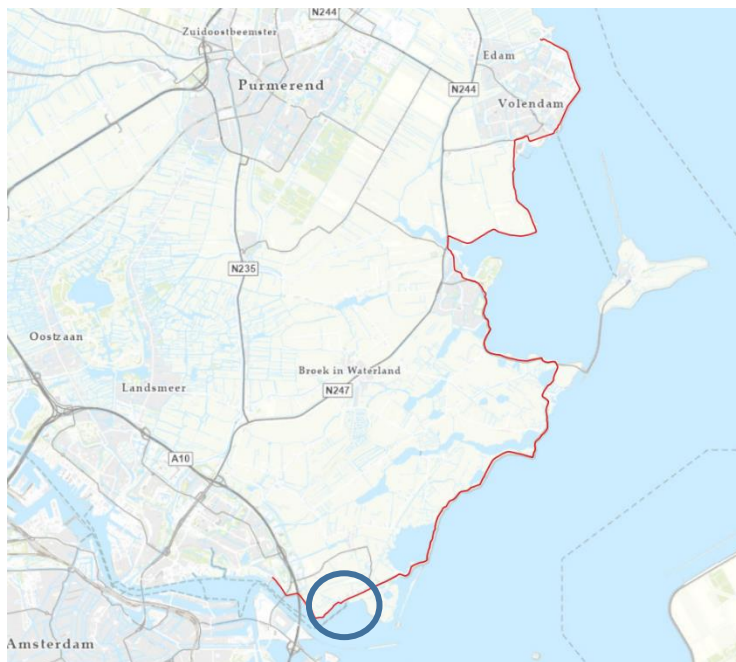 N244
Zuidoostbeemster
Edam
Purmerend
N244
Volendam
N235
Oostzaan
Broek in Waterland
Landsmeer
N247
A10
Amsterdam